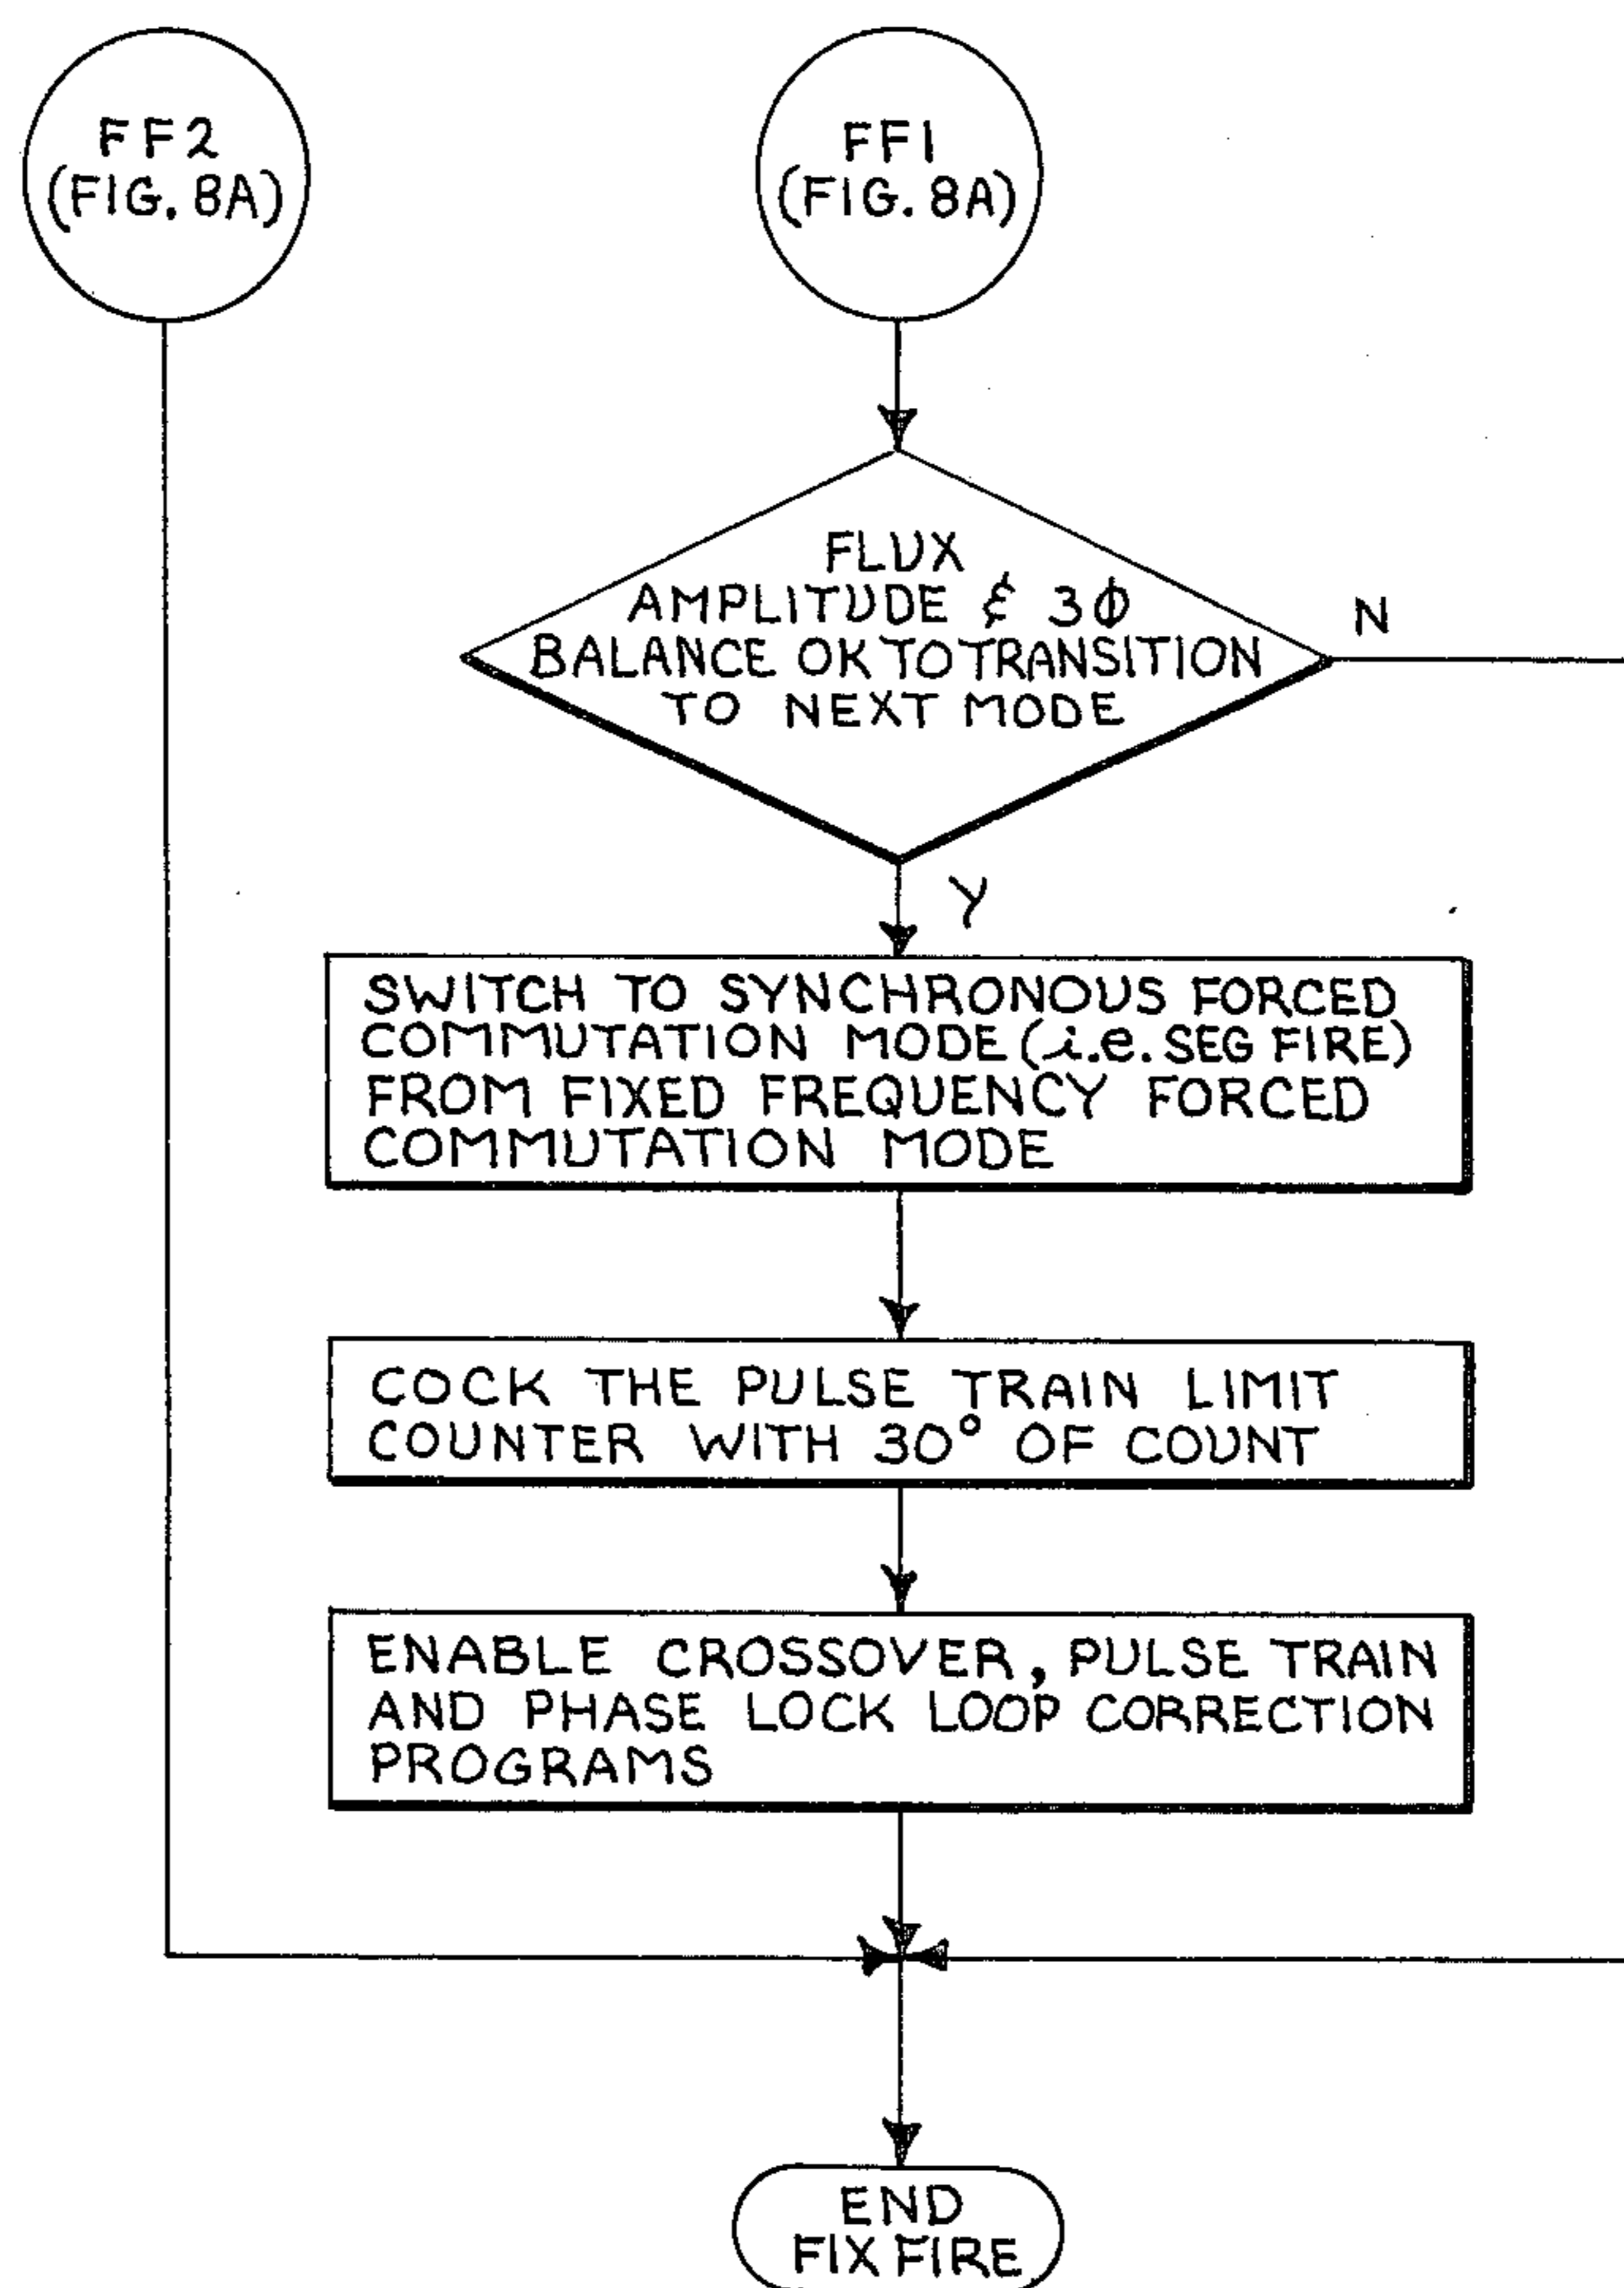 FF2
(FIG. 8A)
FF1
(FIG. 8A)
FLUX
AMPLITUDE & 3Φ
BALANCE OK TO TRANSITION
TO NEXT MODE
N
Y
SWITCH TO SYNCHRONOUS FORCED
COMMUTATION MODE (i.e. SEG FIRE)
FROM FIXED FREQUENCY FORCED
COMMUTATION MODE
COCK THE PULSE TRAIN LIMIT
COUNTER WITH 30° OF COUNT
ENABLE CROSSOVER, PULSE TRAIN
AND PHASE LOCK LOOP CORRECTION
PROGRAMS
END
FIX FIRE